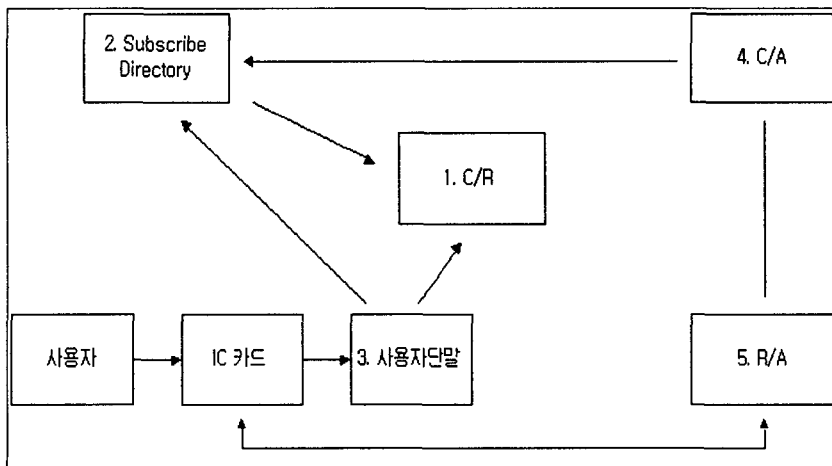 2. Subscribe
Directory
4. C/A
1. C/R
사용자
IC 카드
3. 사용자단말
5. R/A